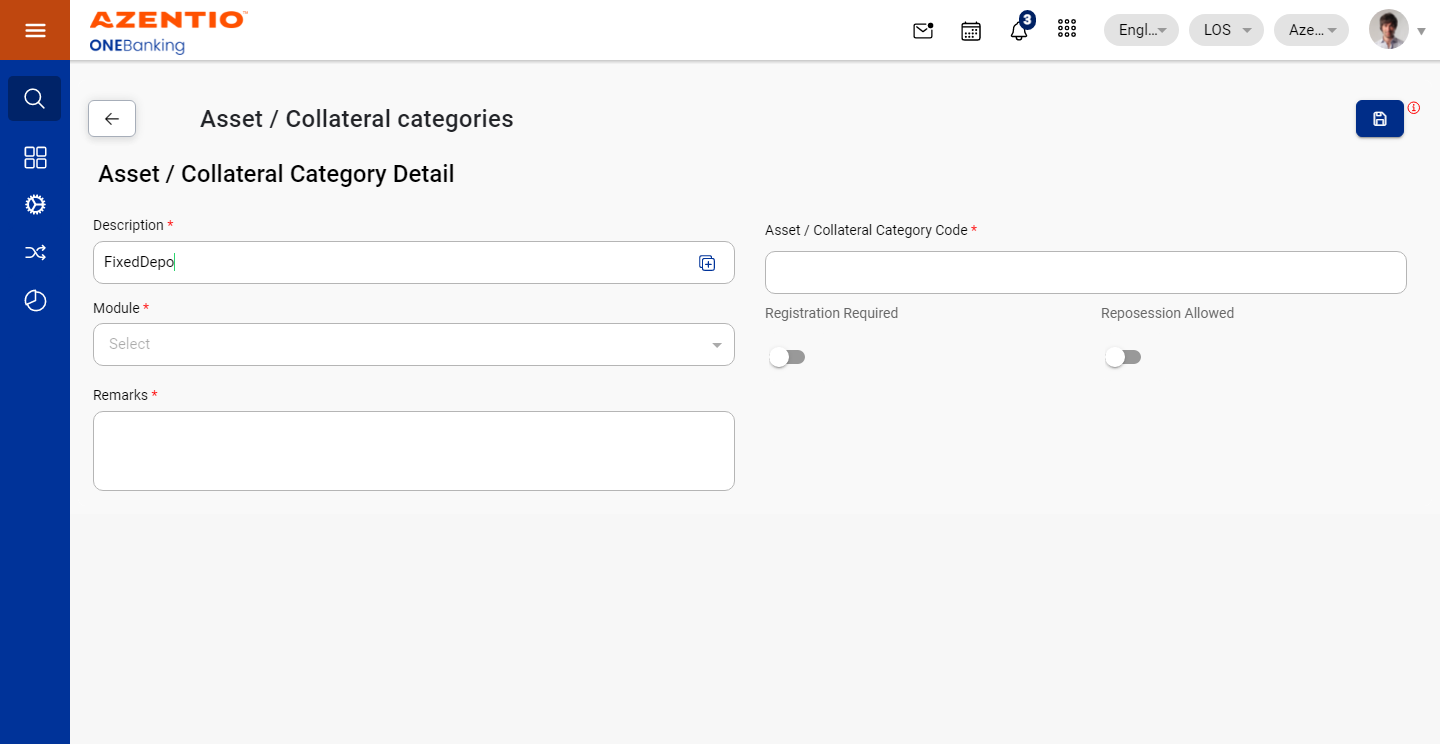 AZENTIO™
ONEBanking
3
Engl...
LOS
Aze...
Asset / Collateral categories
Asset / Collateral Category Detail
Description *
FixedDepo
Asset / Collateral Category Code *
Module *
Select
Registration Required
Reposession Allowed
Remarks *